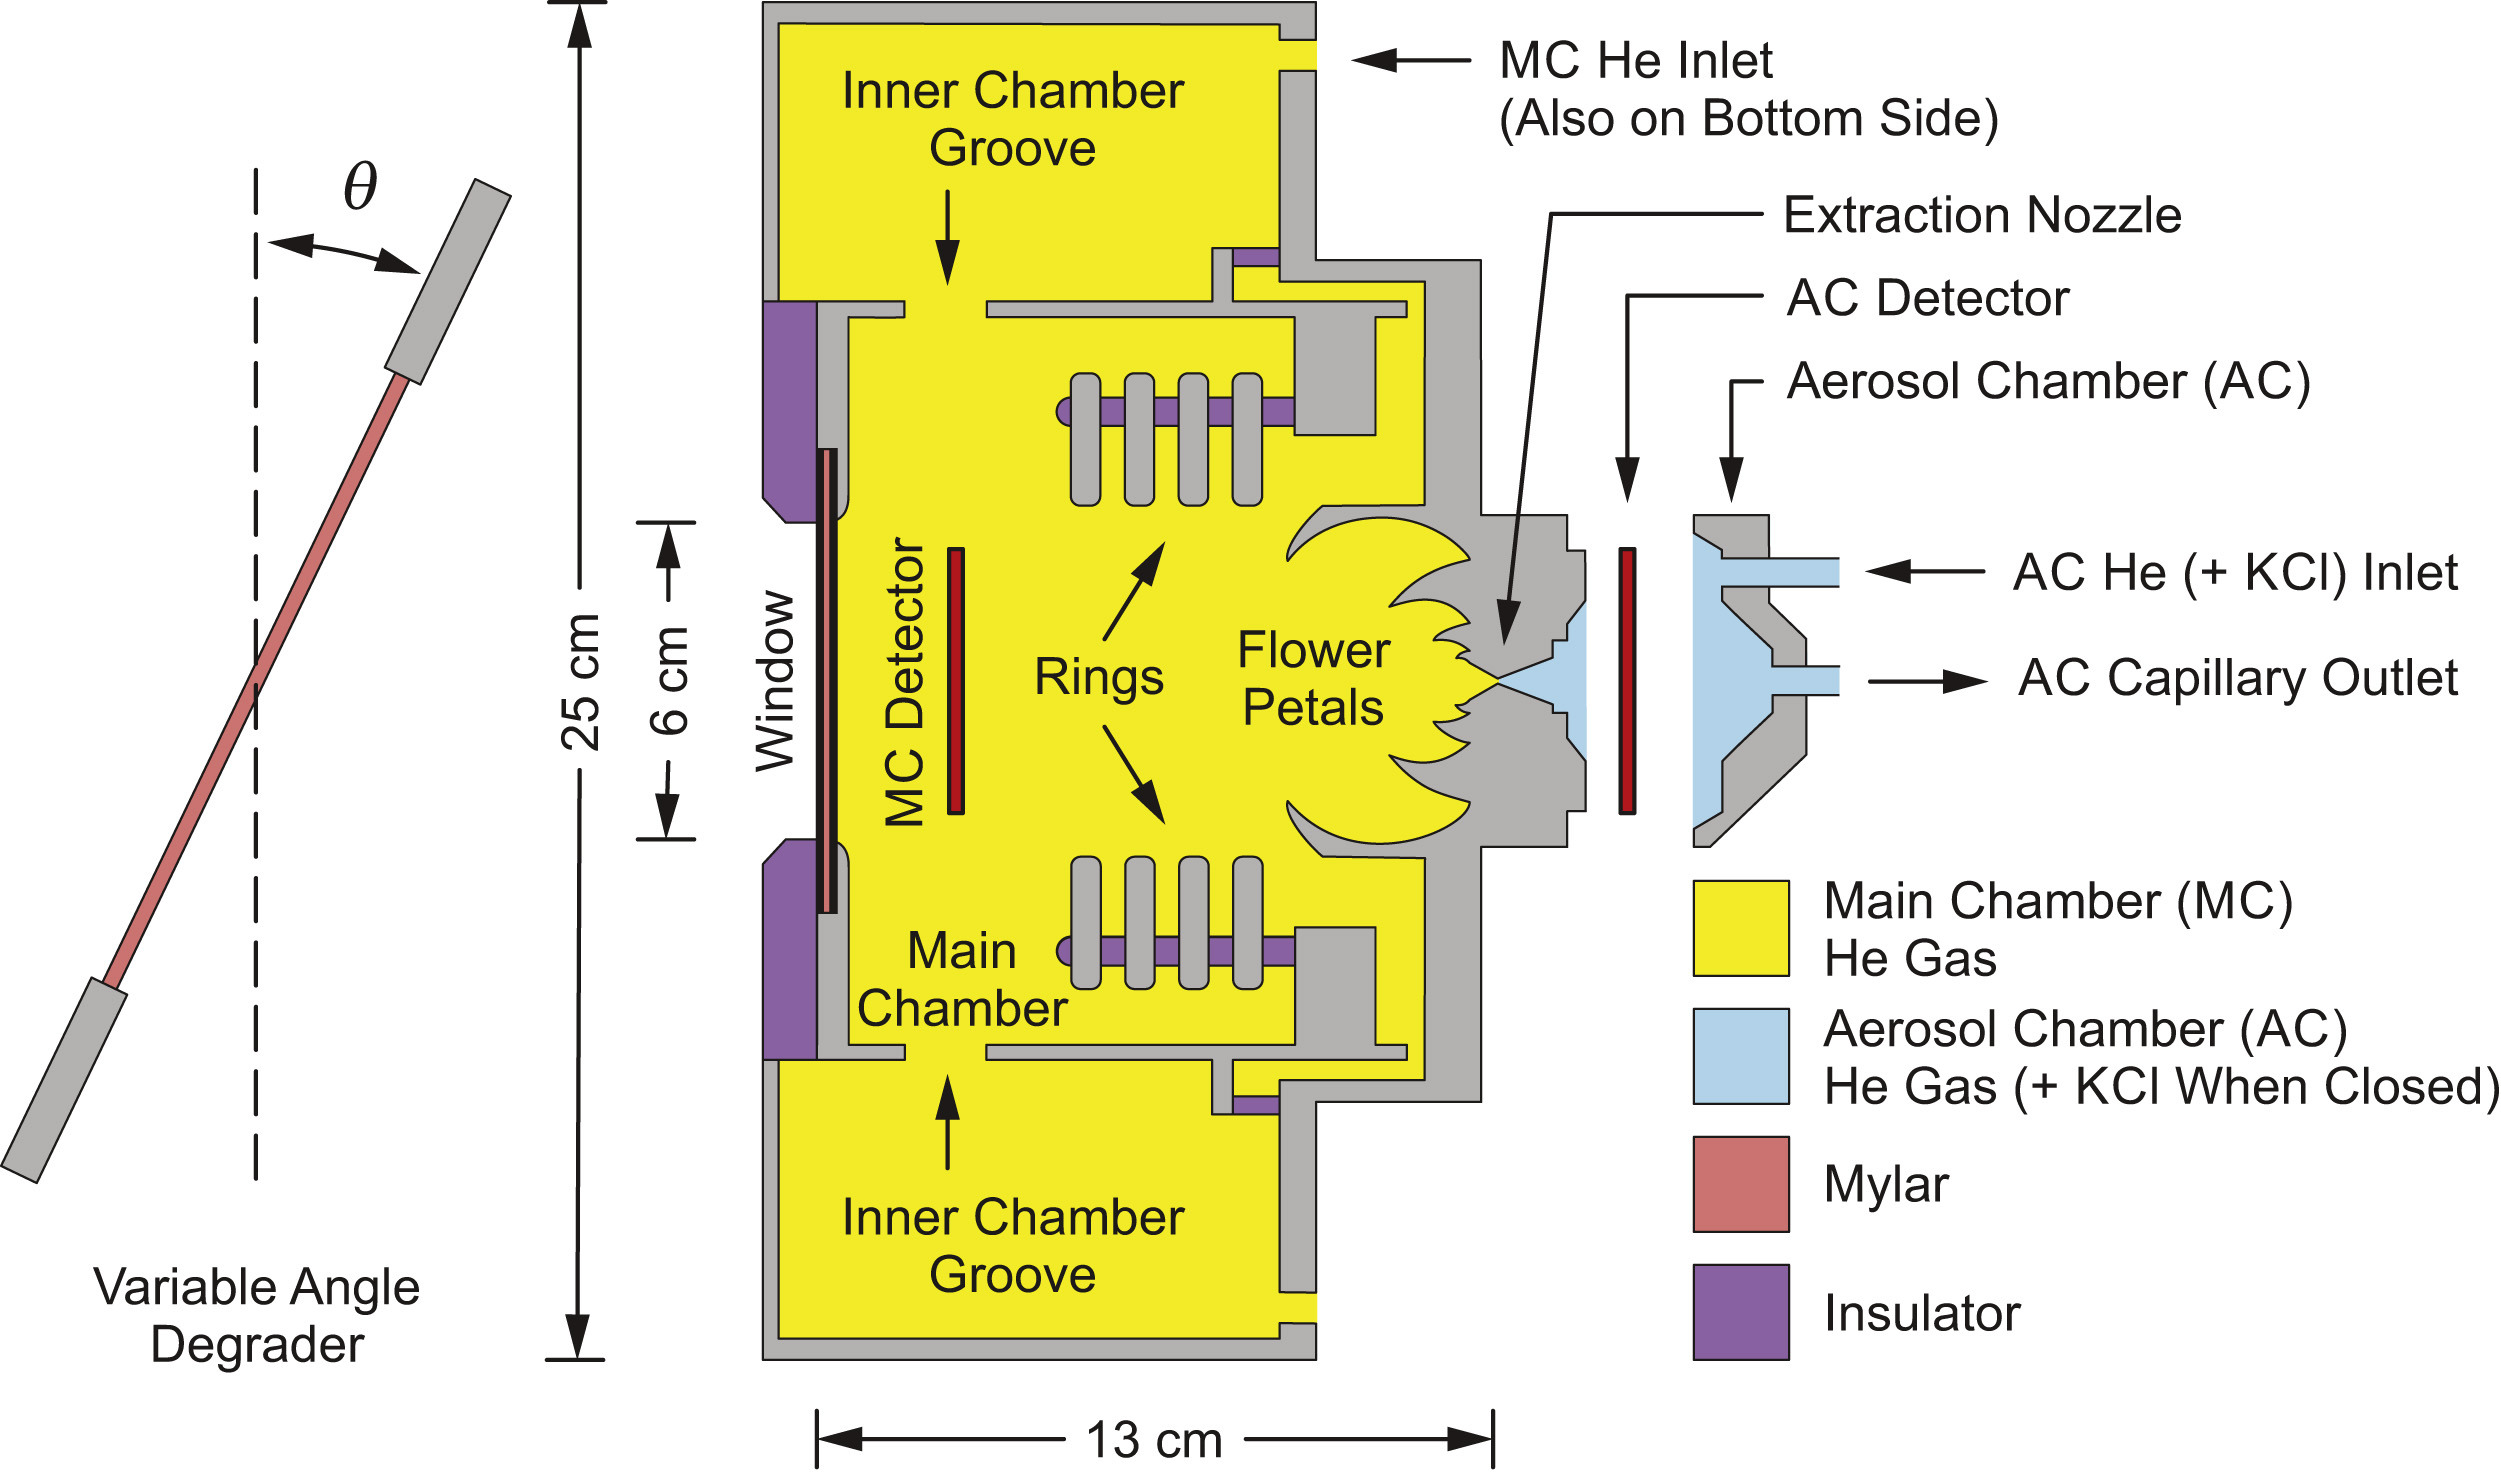 Inner Chamber
Groove
MC He Inlet
(Also on Bottom Side)
θ
Extraction Nozzle
AC Detector
Aerosol Chamber (AC)
AC He (+ KCl) Inlet
AC Capillary Outlet
25 cm
6 cm
Window
MC Detector
Rings
Flower
Petals
Main
Chamber
Inner Chamber
Groove
Main Chamber (MC)
He Gas
Aerosol Chamber (AC)
He Gas (+ KCl When Closed)
Mylar
Insulator
Variable Angle
Degrader
13 cm